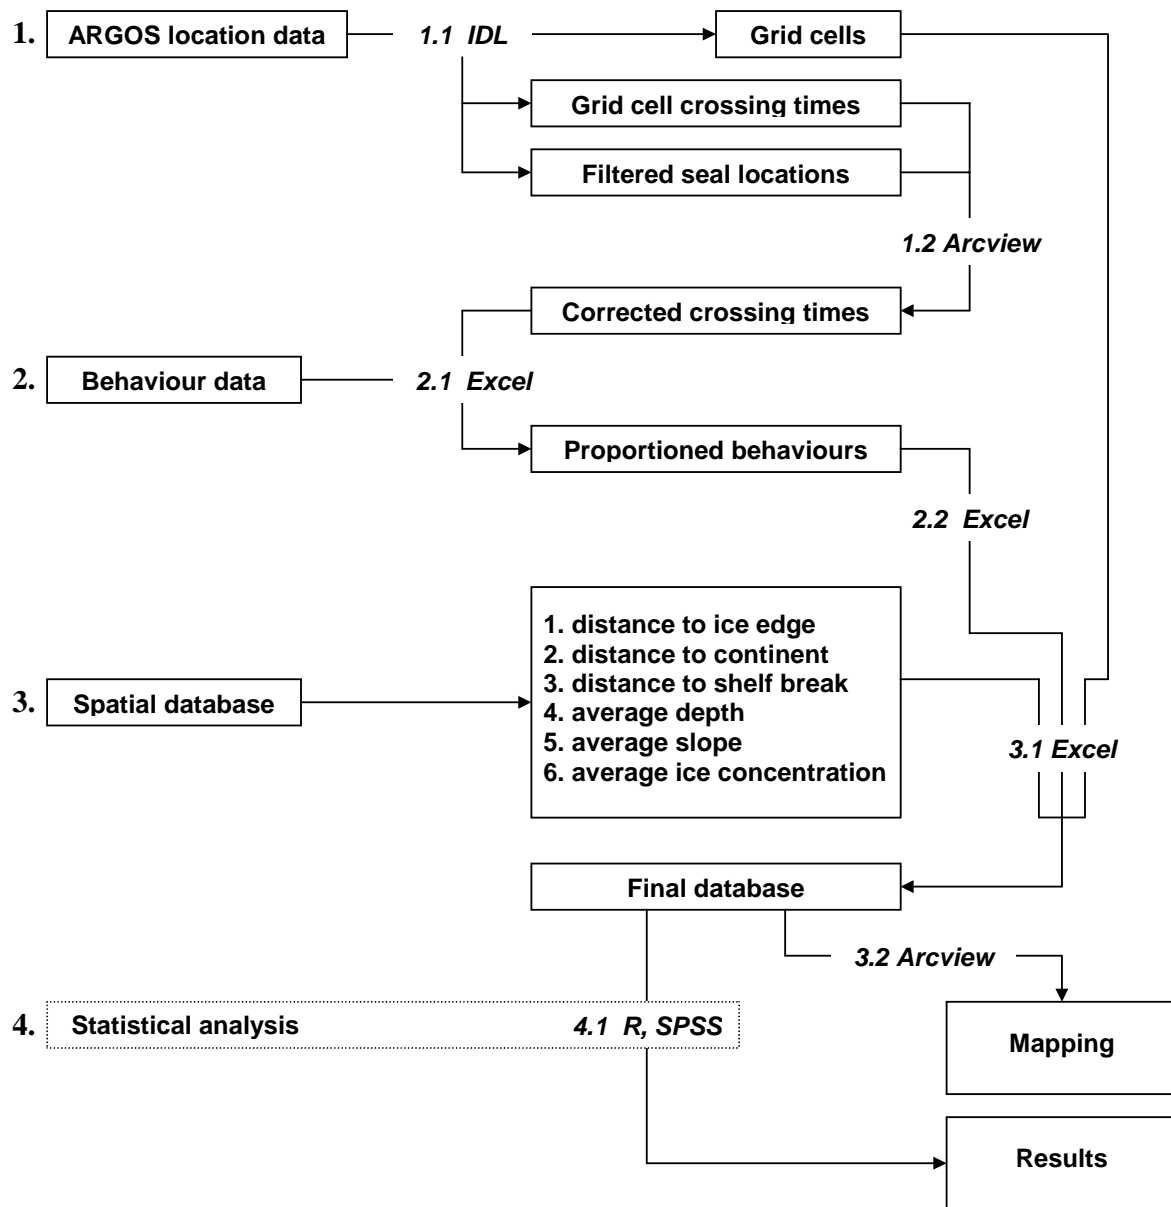 1. ARGOS location data 1.1 IDL Grid cells
Grid cell crossing times
Filtered seal locations
1.2 Arcview
Corrected crossing times
2. Behaviour data 2.1 Excel
Proportioned behaviours
2.2 Excel
1. distance to ice edge
2. distance to continent
3. distance to shelf break
4. average depth
5. average slope
6. average ice concentration
3. Spatial database
3.1 Excel
Final database
3.2 Arcview
4. Statistical analysis 4.1 R, SPSS
Mapping
Results